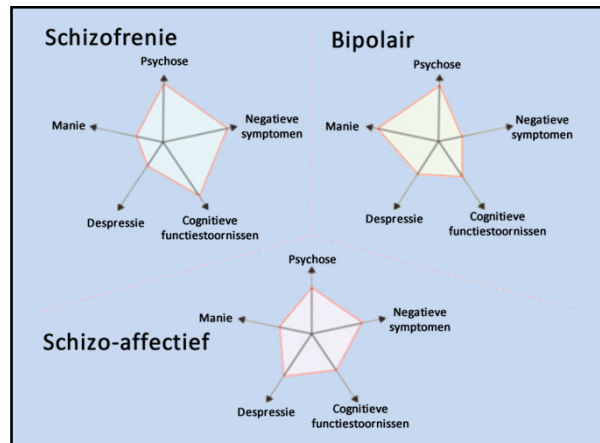 Schizofrenie
Psychose
Manie
Negatieve
symptomen
Despressie
Cognitieve
functiestoornissen
Bipolair
Psychose
Manie
Negatieve
symptomen
Despressie
Cognitieve
functiestoornissen
Schizo-affectief
Psychose
Manie
Negatieve
symptomen
Despressie
Cognitieve
functiestoornissen